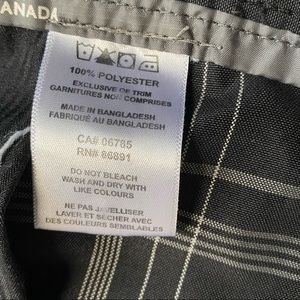 ANADA
100% POLYESTER
EXCLUSIVE OF TRIM
GARNITURES NON COMPRISES
MADE IN BANGLADESH
FABRIQUÉ AU BANGLADESH
CA# 06785
RN# 86891
DO NOT BLEACH
WASH AND DRY WITH
LIKE COLOURS
NE PAS JAVELLISER
LAVER ET SÉCHER AVEC
DES COULEURS SEMBLABLES